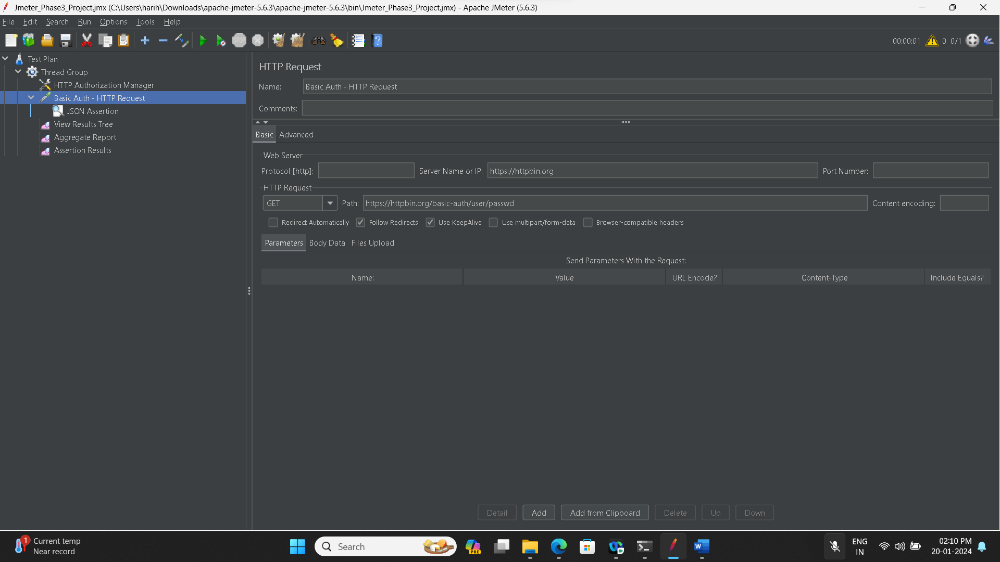 Jmeter_Phase3_Project.jmx (C:\Users\harih\Downloads\apache-jmeter-5.6.3\apache-jmeter-5.6.3\bin\Jmeter_Phase3_Project.jmx) - Apache JMeter (5.6.3)
File Edit Search Run Options Tools Help
STOP 00:00:01 0 0/1
Test Plan
Thread Group
HTTP Authorization Manager
Basic Auth - HTTP Request
JSON Assertion
View Results Tree
Aggregate Report
Assertion Results
HTTP Request
Name: Basic Auth - HTTP Request
Comments:
Basic Advanced
Web Server
Protocol [http]: Server Name or IP: https://httpbin.org Port Number:
HTTP Request
GET Path: https://httpbin.org/basic-auth/user/passwd Content encoding:
Redirect Automatically Follow Redirects Use KeepAlive Use multipart/form-data Browser-compatible headers
Parameters Body Data Files Upload
Send Parameters With the Request:
Name: Value URL Encode? Content-Type Include Equals?
Detail Add Add from Clipboard Delete Up Down
1 Current temp
Near record
Search
PRE
W
ENG
IN
02:10 PM
20-01-2024